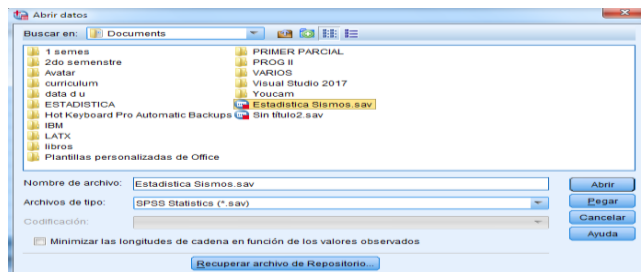 Abrir datos
Buscar en: Documents
1 semes
2do semenstre
Avatar
curriculum
data d u
ESTADISTICA
Hot Keyboard Pro Automatic Backups
IBM
LATX
libros
Plantillas personalizadas de Office
PRIMER PARCIAL
PROG II
VARIOS
Visual Studio 2017
Youcam
Estadistica Sismos.sav
Sin título2.sav
Nombre de archivo: Estadistica Sismos.sav
Archivos de tipo: SPSS Statistics (*.sav)
Codificación:
Minimizar las longitudes de cadena en función de los valores observados
Abrir
Pegar
Cancelar
Ayuda
Recuperar archivo de Repositorio...